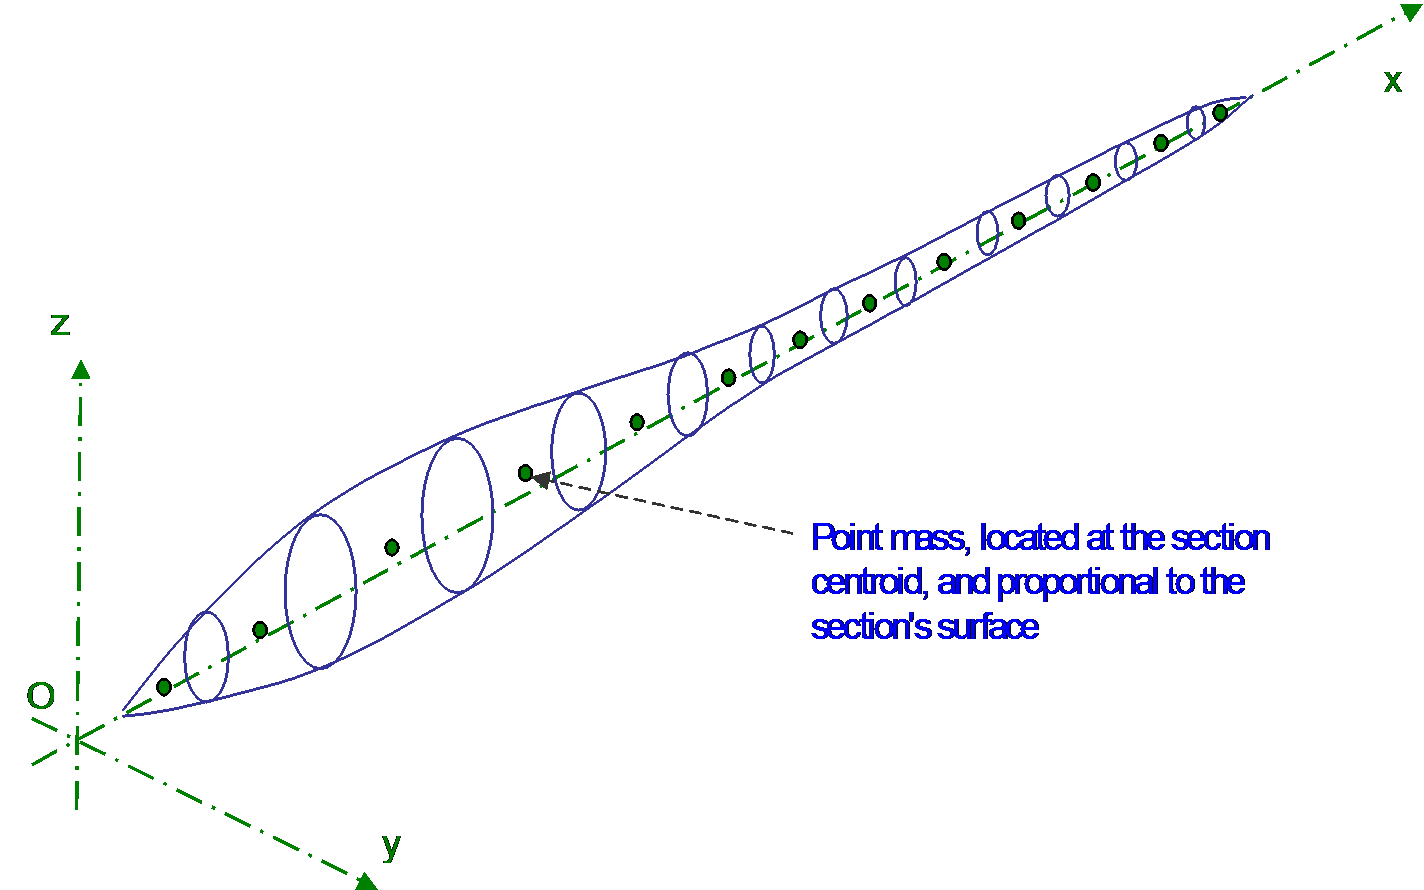 x
z
Point mass, located at the section
centroid, and proportional to the
section's surface
O
y